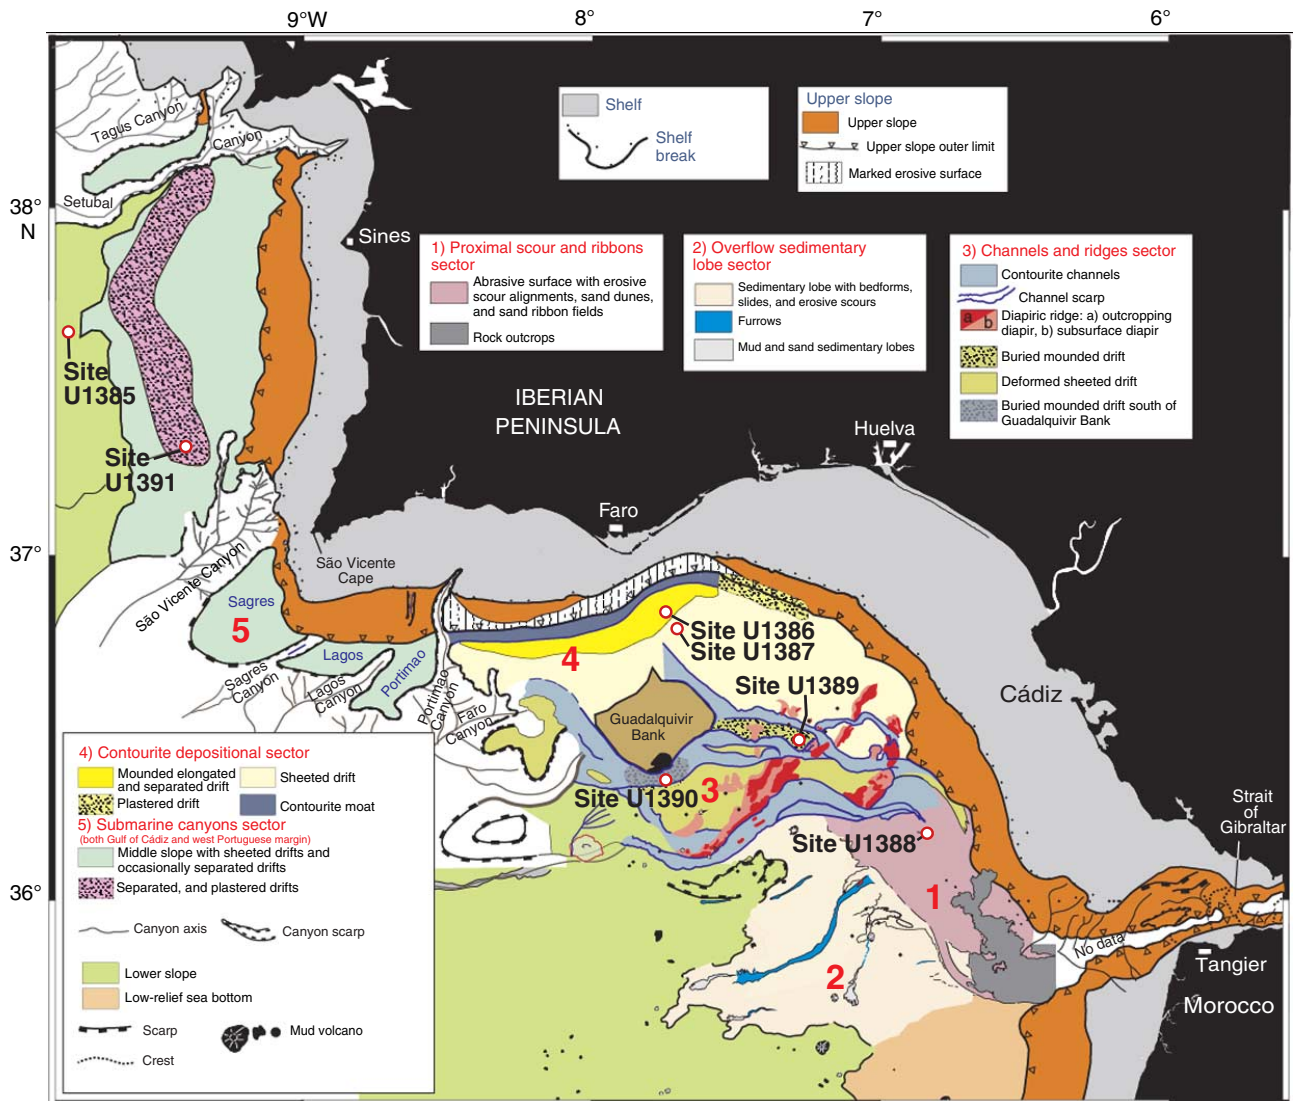 9°W
8°
7°
6°
38°
N
37°
36°
Tagus Canyon
Canyon
Setubal
Sines
Shelf
Shelf
break
Upper slope
Upper slope
Upper slope outer limit
Marked erosive surface
1) Proximal scour and ribbons
sector
Abrasive surface with erosive
scour alignments, sand dunes,
and sand ribbon fields
Rock outcrops
2) Overflow sedimentary
lobe sector
Sedimentary lobe with bedforms,
slides, and erosive scours
Furrows
Mud and sand sedimentary lobes
3) Channels and ridges sector
Contourite channels
Channel scarp
a
b
Diapiric ridge: a) outcropping
diapir, b) subsurface diapir
Buried mounded drift
Deformed sheeted drift
Buried mounded drift south of
Guadalquivir Bank
Site
U1385
Site
U1391
IBERIAN
PENINSULA
Huelva
Faro
São Vicente
Cape
São Vicente Canyon
Sagres
5
Lagos
Portimao
Sagres
Canyon
Lagos
Canyon
Portimao
Canyon
Faro
Canyon
4
Site U1386
Site U1387
Site U1389
Guadalquivir
Bank
Site U1390
3
Site U1388
1
2
Cádiz
Strait
of
Gibraltar
No data
Tangier
Morocco
4) Contourite depositional sector
Mounded elongated
and separated drift
Sheeted drift
Plastered drift
Contourite moat
5) Submarine canyons sector
(both Gulf of Cádiz and west Portuguese margin)
Middle slope with sheeted drifts and
occasionally separated drifts
Separated, and plastered drifts
Canyon axis
Canyon scarp
Lower slope
Low-relief sea bottom
Scarp
Mud volcano
Crest